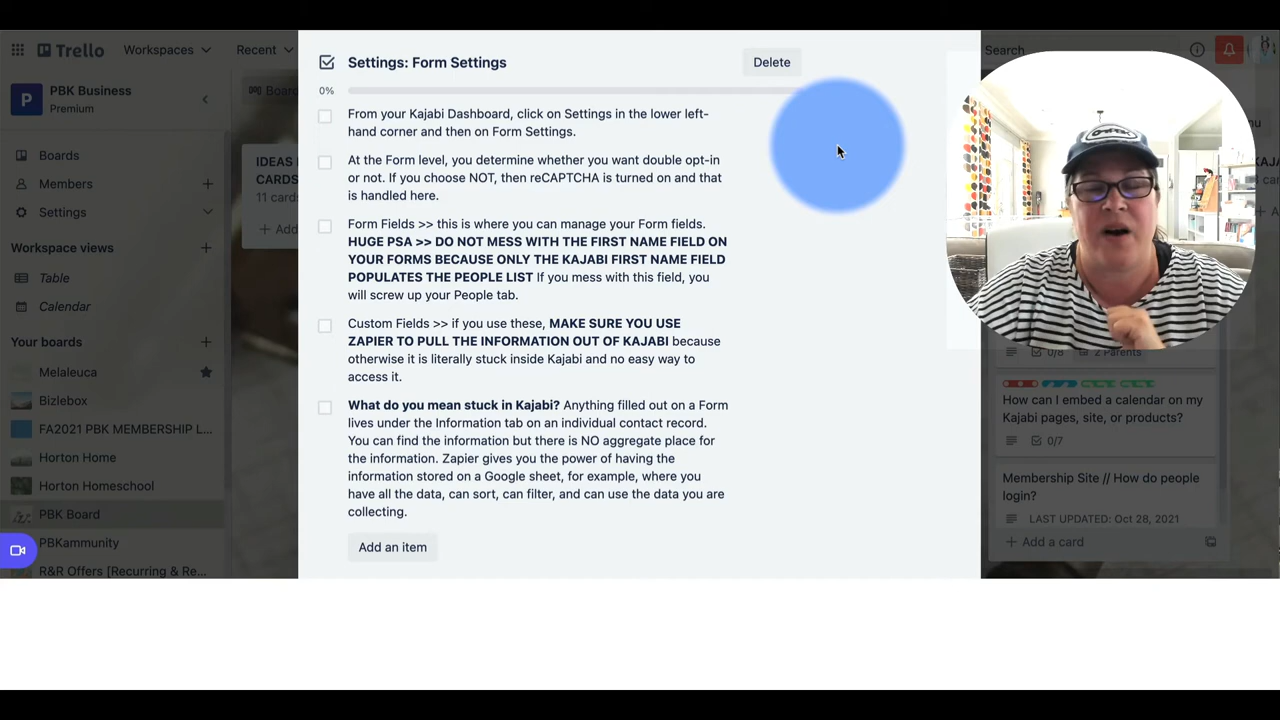 Trello
Workspaces
Recent
Search
PBK Business
Premium
P
Boards
Members
Settings
Workspace views
Table
Calendar
Your boards
Melaleuca
Bizlebox
FA2021 PBK MEMBERSHIP L...
Horton Home
Horton Homeschool
PBK Board
PBKammunity
R&R Offers [Recurring & Re...
Board
IDEAS
CARDS
11 cards
Add
Settings: Form Settings
Delete
0%
From your Kajabi Dashboard, click on Settings in the lower left-
hand corner and then on Form Settings.
At the Form level, you determine whether you want double opt-in
or not. If you choose NOT, then reCAPTCHA is turned on and that
is handled here.
Form Fields >> this is where you can manage your Form fields.
HUGE PSA >> DO NOT MESS WITH THE FIRST NAME FIELD ON
YOUR FORMS BECAUSE ONLY THE KAJABI FIRST NAME FIELD
POPULATES THE PEOPLE LIST If you mess with this field, you
will screw up your People tab.
Custom Fields >> if you use these, MAKE SURE YOU USE
ZAPIER TO PULL THE INFORMATION OUT OF KAJABI because
otherwise it is literally stuck inside Kajabi and no easy way to
access it.
What do you mean stuck in Kajabi? Anything filled out on a Form
lives under the Information tab on an individual contact record.
You can find the information but there is NO aggregate place for
the information. Zapier gives you the power of having the
information stored on a Google sheet, for example, where you
have all the data, can sort, can filter, and can use the data you are
collecting.
Add an item
0/8 2 Parents
How can I embed a calendar on my
Kajabi pages, site, or products?
0/7
Membership Site // How do people
login?
LAST UPDATED: Oct 28, 2021
+ Add a card